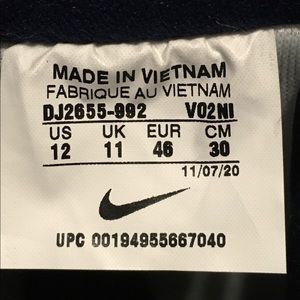 MADE IN VIETNAM
FABRIQUE AU VIETNAM
DJ2655-992 V02NI
US UK EUR CM
12 11 46 30
11/07/20
UPC 00194955667040